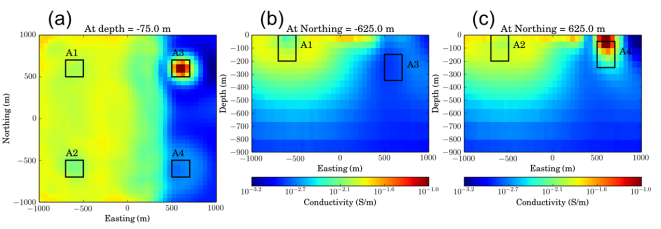 (a)
At depth = -75.0 m
A1
A3
A2
A4
1000
500
0
−500
−1000
Northing (m)
−1000
−500
0
500
1000
Easting (m)
(b)
At Northing = -625.0 m
A1
A3
0
−100
−200
−300
−400
−500
−600
−700
−800
−900
Depth (m)
−1000
−500
0
500
1000
Easting (m)
10^-3.2
10^-2.7
10^-2.1
10^-1.6
10^-1.0
Conductivity (S/m)
(c)
At Northing = 625.0 m
A2
A4
0
−100
−200
−300
−400
−500
−600
−700
−800
−900
Depth (m)
−1000
−500
0
500
1000
Easting (m)
10^-3.2
10^-2.7
10^-2.1
10^-1.6
10^-1.0
Conductivity (S/m)